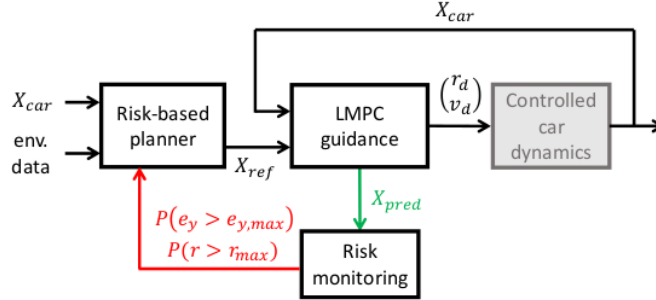 X_car
X_car
env.
data
Risk-based
planner
X_ref
LMPC
guidance
(r_d
v_d)
Controlled
car
dynamics
X_pred
P(e_y > e_{y,max})
P(r > r_max)
Risk
monitoring